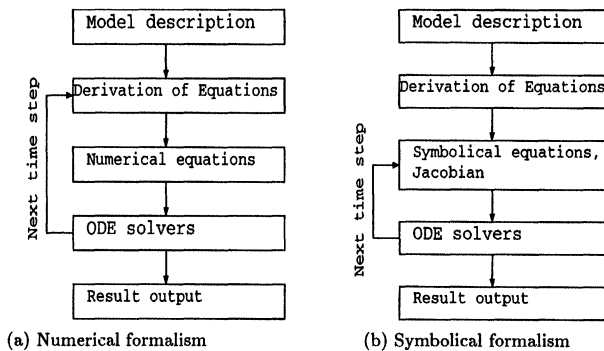 Model description
Derivation of Equations
Numerical equations
ODE solvers
Result output
Next time step
(a) Numerical formalism
Model description
Derivation of Equations
Symbolical equations,
Jacobian
ODE solvers
Result output
Next time step
(b) Symbolical formalism